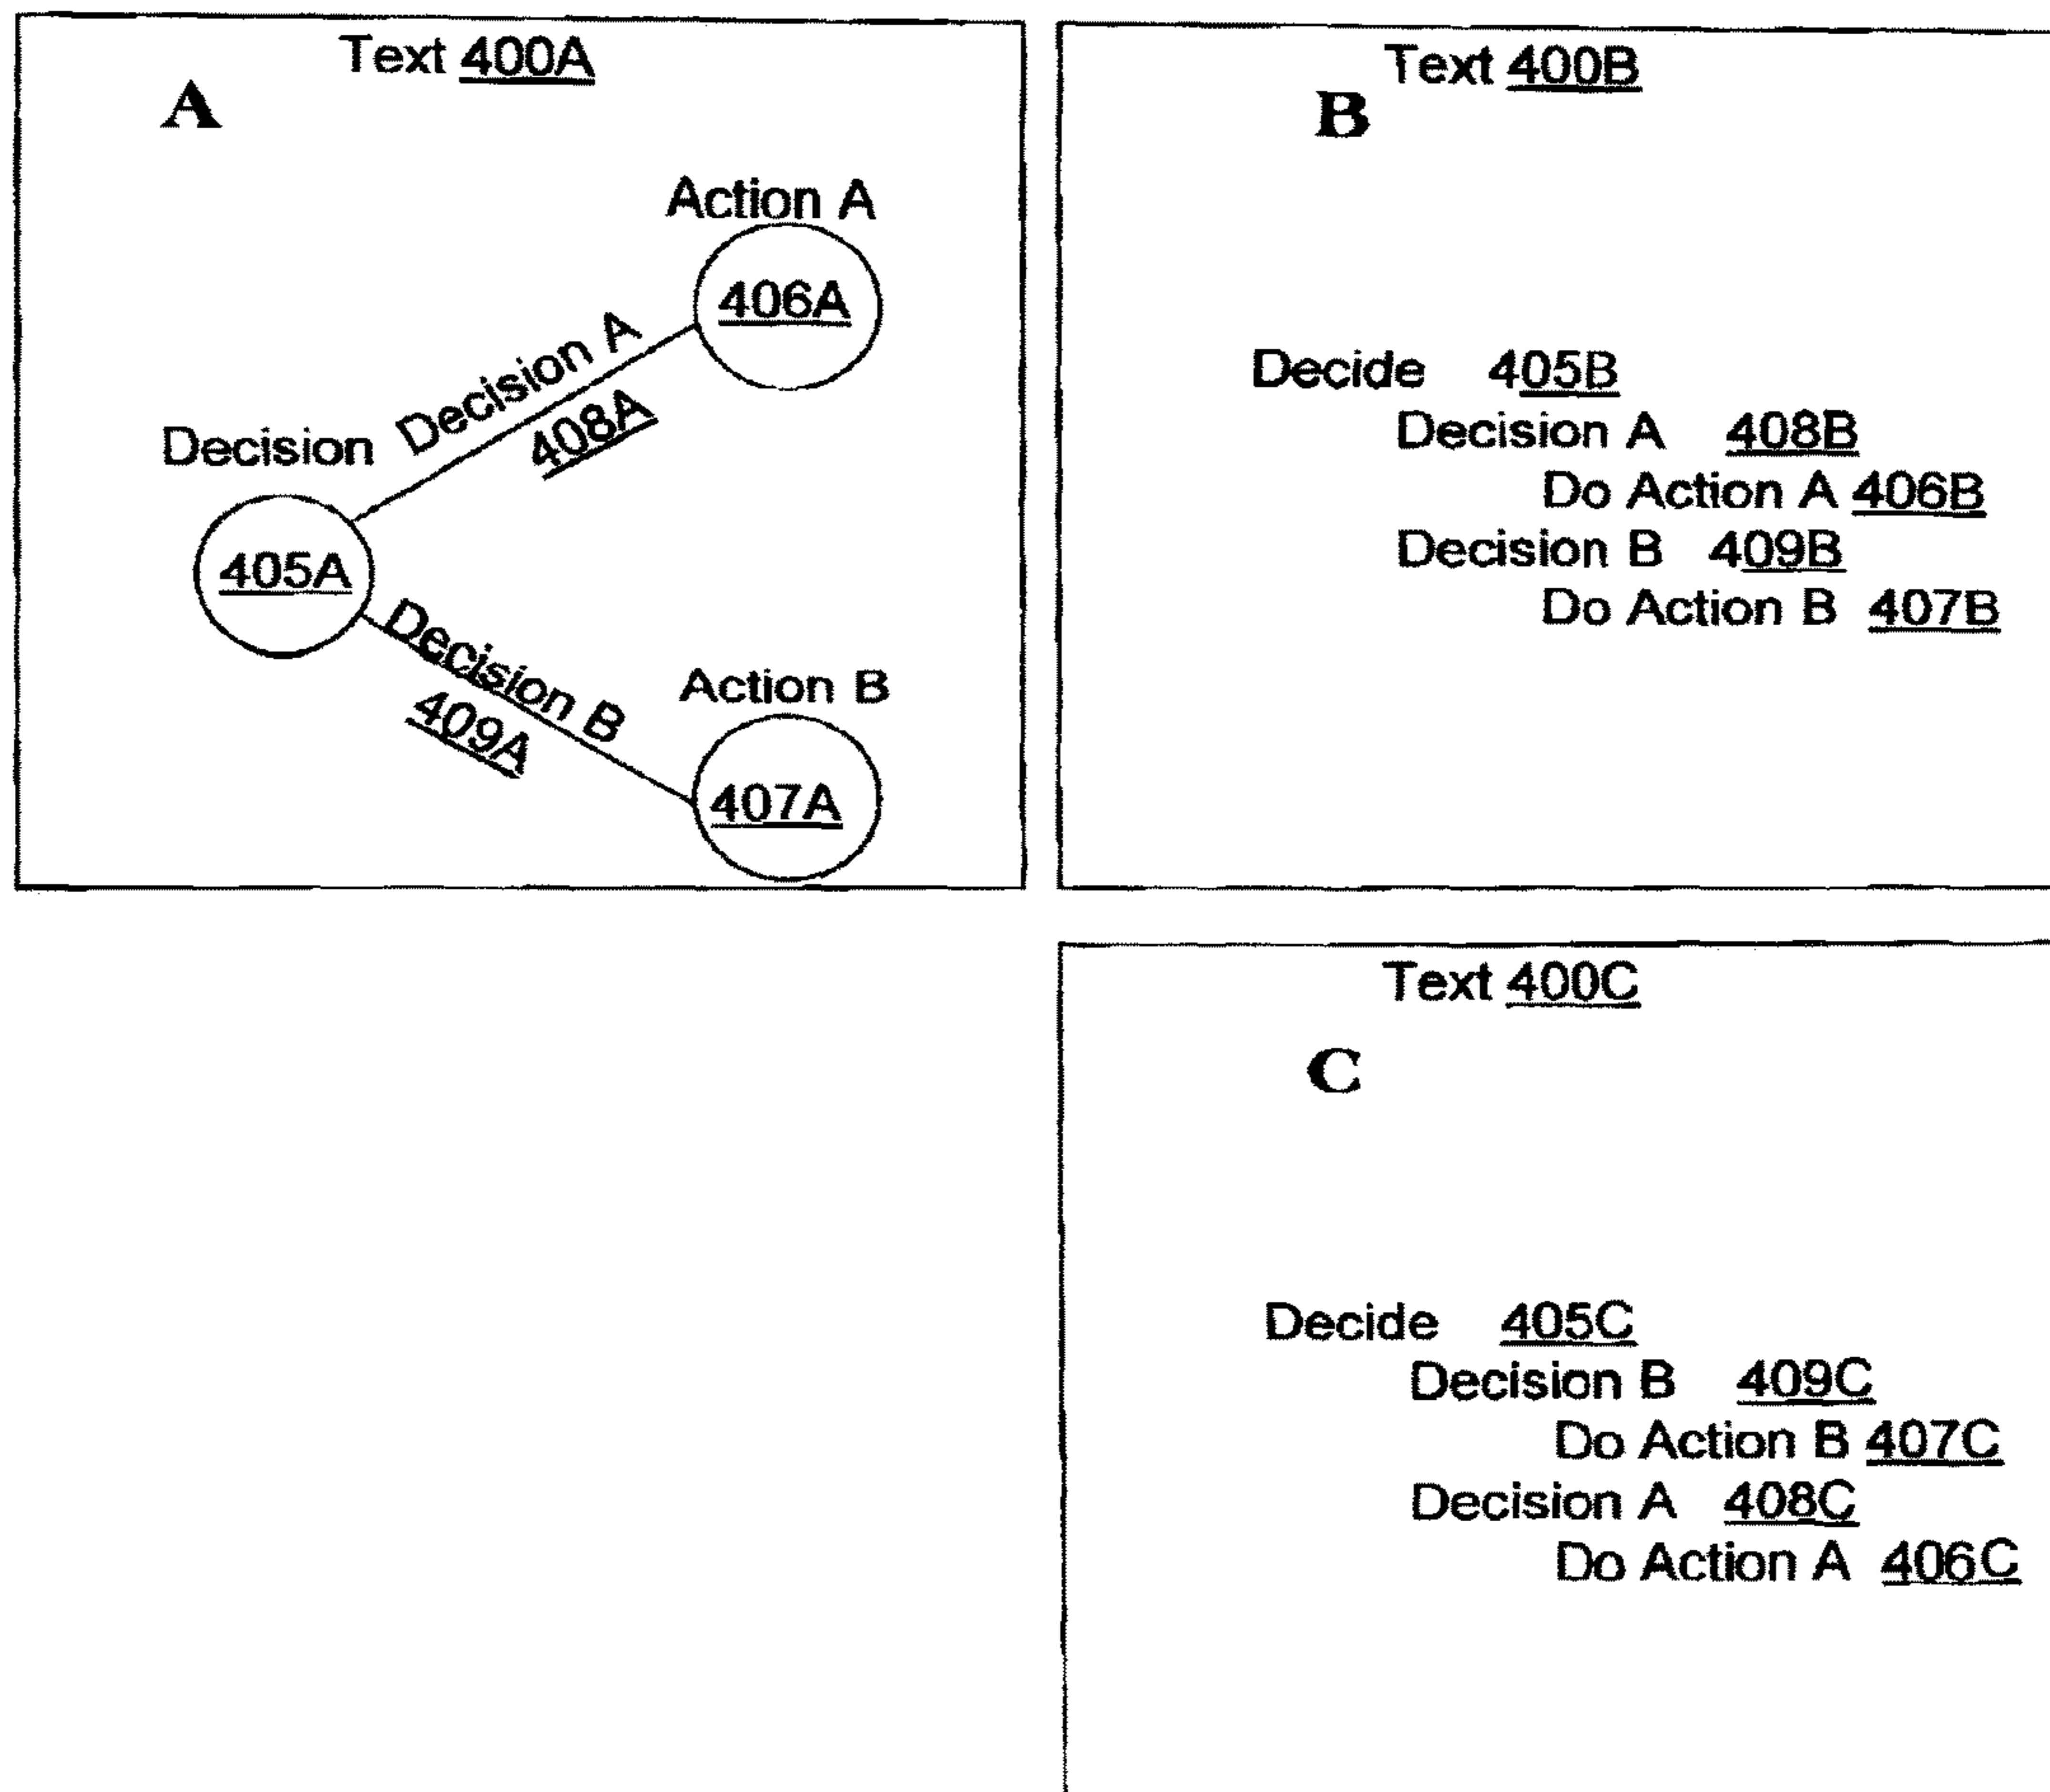 Text 400A
A
Action A
406A
Decision A
408A
Decision
405A
Decision B
409A
Action B
407A
Text 400B
B
Decide 405B
Decision A 408B
Do Action A 406B
Decision B 409B
Do Action B 407B
Text 400C
C
Decide 405C
Decision B 409C
Do Action B 407C
Decision A 408C
Do Action A 406C